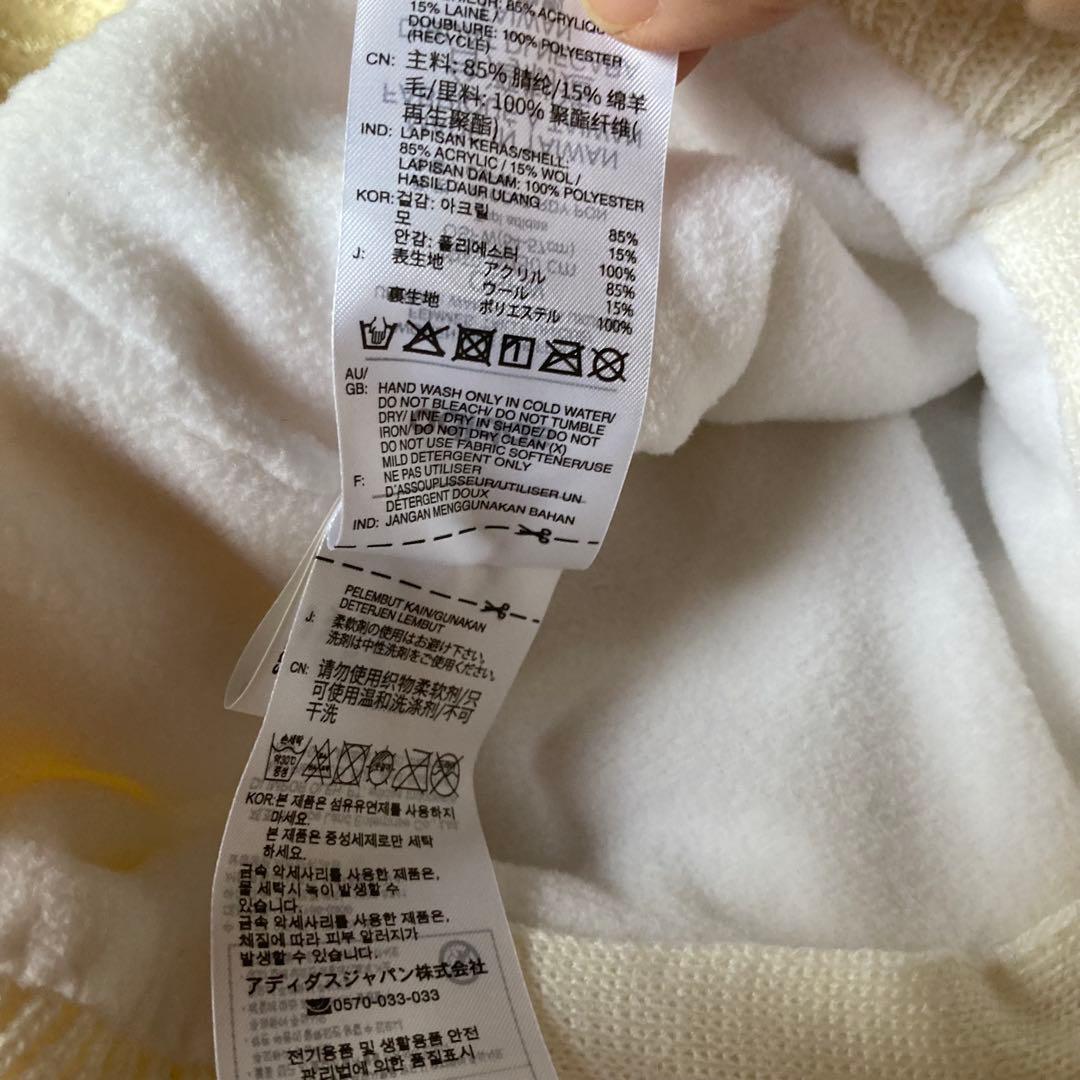 85% ACRYLIQUE
15% LAINE /
DOUBLURE: 100% POLYESTER
(RECYCLE)
CN: 主料: 85% 腈纶/15% 绵羊
毛/里料: 100% 聚酯纤维(
再生聚酯)
IND: LAPISAN KERAS/SHELL:
85% ACRYLIC / 15% WOL /
LAPISAN DALAM: 100% POLYESTER
HASIL DAUR ULANG
KOR: 겉감: 아크릴 85%
모 15%
안감: 폴리에스터 100%
J: 表生地 アクリル 85%
ウール 15%
裏生地 ポリエステル 100%
AU/
GB: HAND WASH ONLY IN COLD WATER/
DO NOT BLEACH/ DO NOT TUMBLE
DRY/ LINE DRY IN SHADE/ DO NOT
IRON/ DO NOT DRY CLEAN (X)
DO NOT USE FABRIC SOFTENER/USE
MILD DETERGENT ONLY
F: NE PAS UTILISER
D'ASSOUPLISSEUR/UTILISER UN
DÉTERGENT DOUX
IND: JANGAN MENGGUNAKAN BAHAN
PELEMBUT KAIN/GUNAKAN
DETERJEN LEMBUT
J: 柔軟剤の使用はお避け下さい。
洗剤は中性洗剤をご使用ください。
CN: 请勿使用织物柔软剂/只
可使用温和洗涤剂/不可
干洗
손세탁
약30℃
중성
KOR: 본 제품은 섬유유연제를 사용하지
마세요.
본 제품은 중성세제로만 세탁
하세요.
금속 악세사리를 사용한 제품은,
물 세탁시 녹이 발생할 수
있습니다.
금속 악세사리를 사용한 제품은,
체질에 따라 피부 알러지가
발생할 수 있습니다.
アディダスジャパン株式会社
0570-033-033
전기용품 및 생활용품 안전
관리법에 의한 품질표시